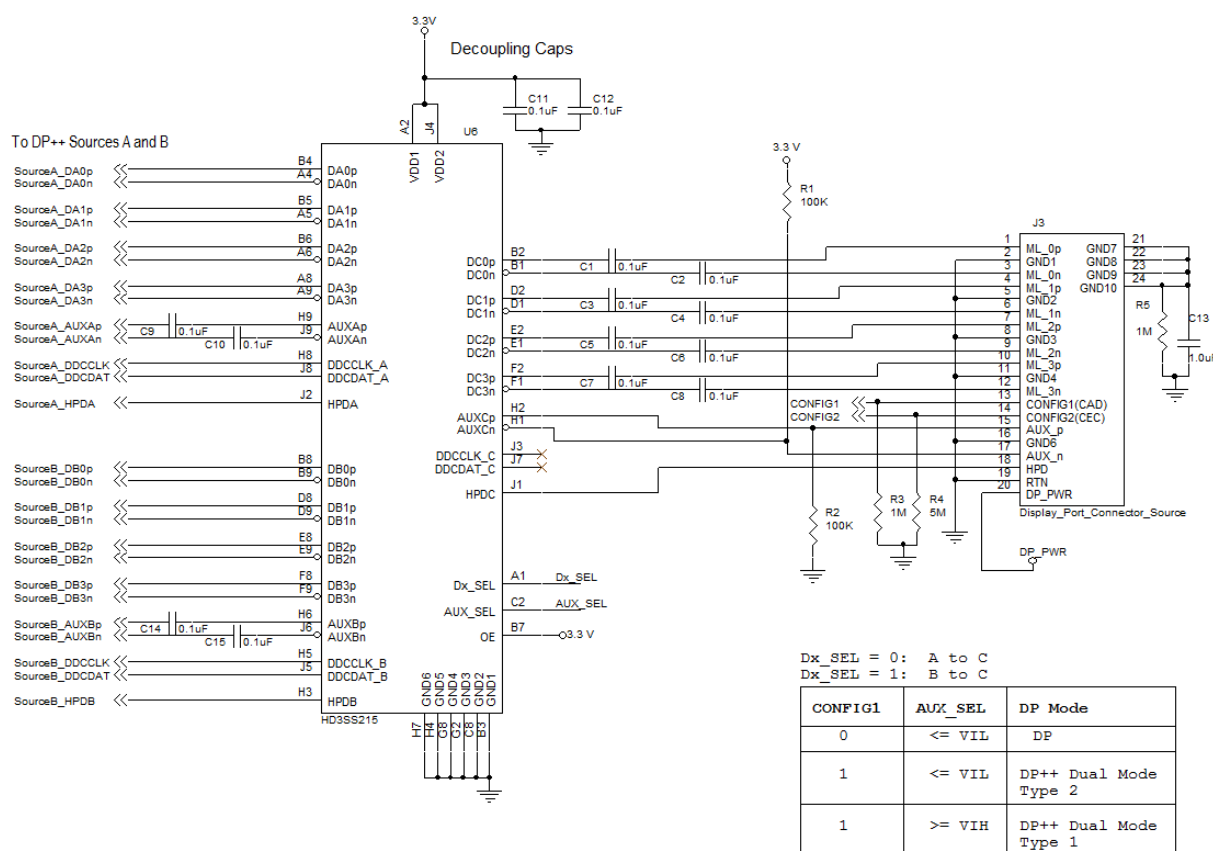 3.3V
Decoupling Caps
C11
0.1uF
C12
0.1uF
A2
J4
U6
VDD1
VDD2
To DP++ Sources A and B
SourceA_DA0p
SourceA_DA0n
B4
A4
DA0p
DA0n
SourceA_DA1p
SourceA_DA1n
B5
A5
DA1p
DA1n
SourceA_DA2p
SourceA_DA2n
B6
A6
DA2p
DA2n
SourceA_DA3p
SourceA_DA3n
A8
A9
DA3p
DA3n
SourceA_AUXAp
SourceA_AUXAn
C9
0.1uF
C10
0.1uF
H9
J9
AUXAp
AUXAn
SourceA_DDCCLK
SourceA_DDCDAT
H8
J8
DDCCLK_A
DDCDAT_A
SourceA_HPDA
J2
HPDA
SourceB_DB0p
SourceB_DB0n
B8
B9
DB0p
DB0n
SourceB_DB1p
SourceB_DB1n
D8
D9
DB1p
DB1n
SourceB_DB2p
SourceB_DB2n
E8
E9
DB2p
DB2n
SourceB_DB3p
SourceB_DB3n
F8
F9
DB3p
DB3n
SourceB_AUXBp
SourceB_AUXBn
C14
0.1uF
C15
0.1uF
H6
J6
AUXBp
AUXBn
SourceB_DDCCLK
SourceB_DDCDAT
H5
J5
DDCCLK_B
DDCDAT_B
SourceB_HPDB
H3
HPDB
HD3SS215
GND6
GND5
GND4
GND3
GND2
GND1
H7
H4
G8
G2
C8
B3
DC0p
DC0n
B2
B1
C1
0.1uF
C2
0.1uF
DC1p
DC1n
D2
D1
C3
0.1uF
C4
0.1uF
DC2p
DC2n
E2
E1
C5
0.1uF
C6
0.1uF
DC3p
DC3n
F2
F1
C7
0.1uF
C8
0.1uF
AUXCp
AUXCn
H2
H1
DDCCLK_C
DDCDAT_C
J3
J7
HPDC
J1
Dx_SEL
A1
Dx_SEL
AUX_SEL
C2
AUX_SEL
OE
B7
3.3 V
3.3 V
R1
100K
R2
100K
CONFIG1
CONFIG2
R3
1M
R4
5M
J3
1
2
3
4
5
6
7
8
9
10
11
12
13
14
15
16
17
18
19
20
ML_0p
GND1
ML_0n
ML_1p
GND2
ML_1n
ML_2p
GND3
ML_2n
ML_3p
GND4
ML_3n
CONFIG1(CAD)
CONFIG2(CEC)
AUX_p
GND6
AUX_n
HPD
RTN
DP_PWR
GND7
GND8
GND9
GND10
21
22
23
24
R5
1M
C13
1.0uF
Display_Port_Connector_Source
DP_PWR
Dx_SEL = 0: A to C
Dx_SEL = 1: B to C
CONFIG1 AUX_SEL DP Mode
0 <= VIL DP
1 <= VIL DP++ Dual Mode
Type 2
1 >= VIH DP++ Dual Mode
Type 1